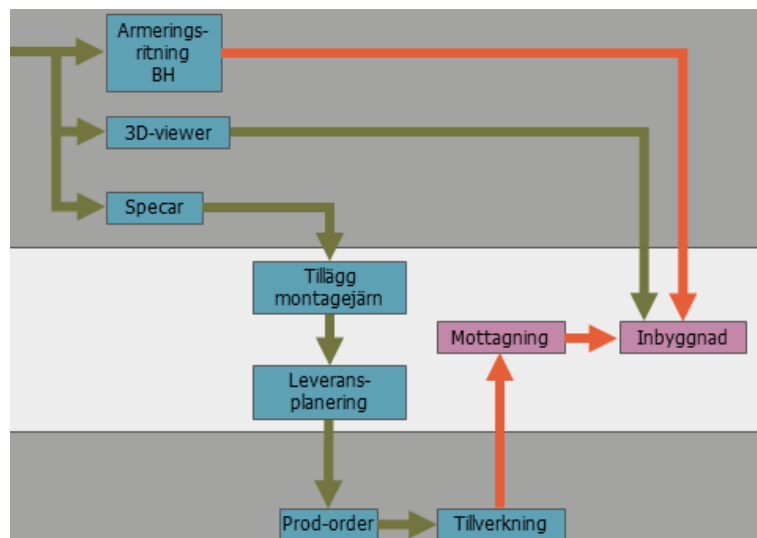 Armerings-
ritning
BH
3D-viewer
Specar
Tillägg
montagejärn
Mottagning
Inbyggnad
Leverans-
planering
Prod-order
Tillverkning